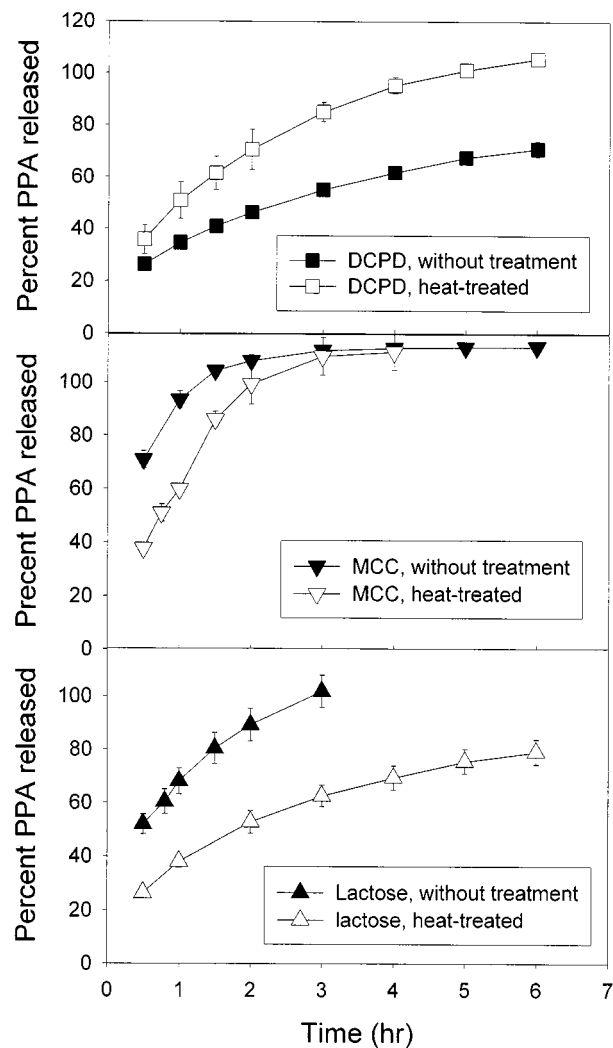 120
100
80
60
40
20
0
Percent PPA released
DCPD, without treatment
DCPD, heat-treated
100
80
60
40
20
0
Precent PPA released
MCC, without treatment
MCC, heat-treated
100
80
60
40
20
0
Percent PPA released
Lactose, without treatment
lactose, heat-treated
0 1 2 3 4 5 6 7
Time (hr)